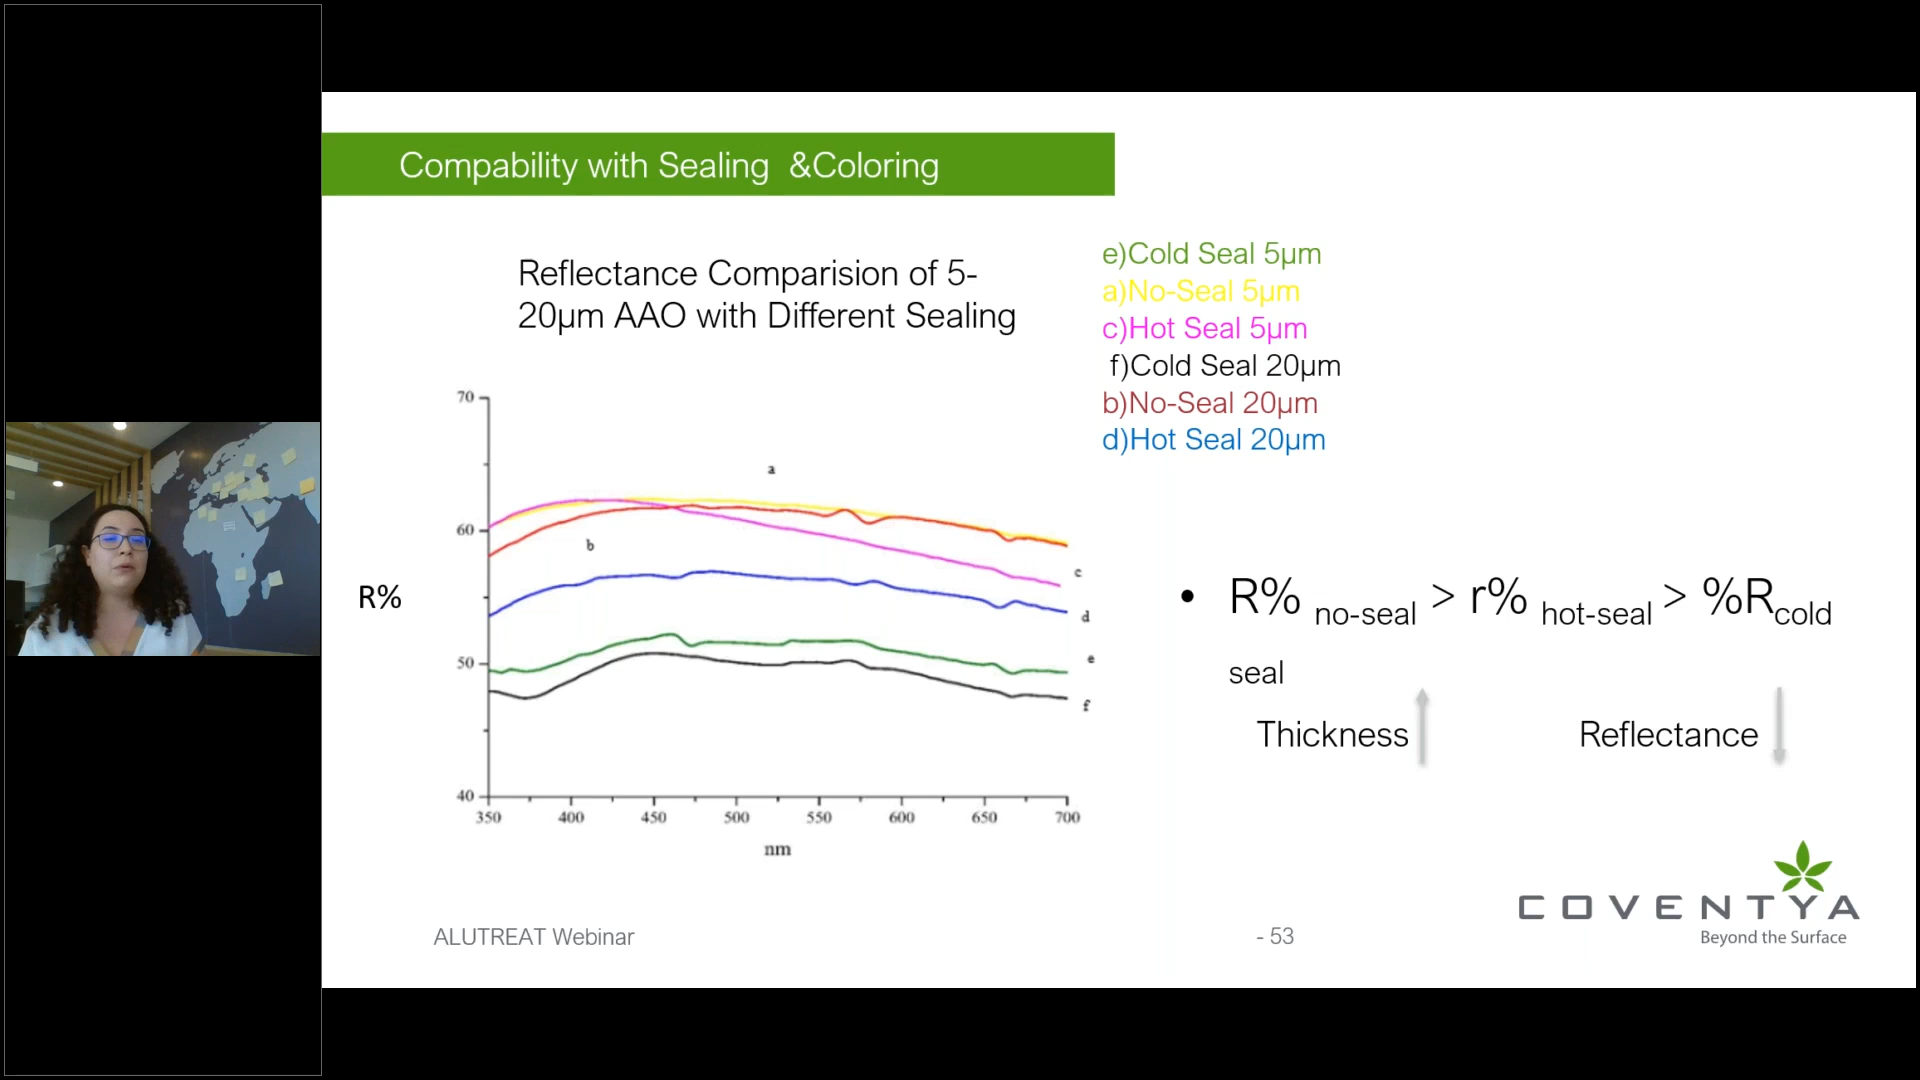 Compability with Sealing  &Coloring
Reflectance Comparision of 5-
20µm AAO with Different Sealing
e)Cold Seal 5µm
a)No-Seal 5µm
c)Hot Seal 5µm
f)Cold Seal 20µm
b)No-Seal 20µm
d)Hot Seal 20µm
70
60
50
40
R%
a
b
c
d
e
f
350 400 450 500 550 600 650 700
nm
• R% no-seal > r% hot-seal > %Rcold
seal
Thickness
Reflectance
COVENTYA
Beyond the Surface
ALUTREAT Webinar
- 53